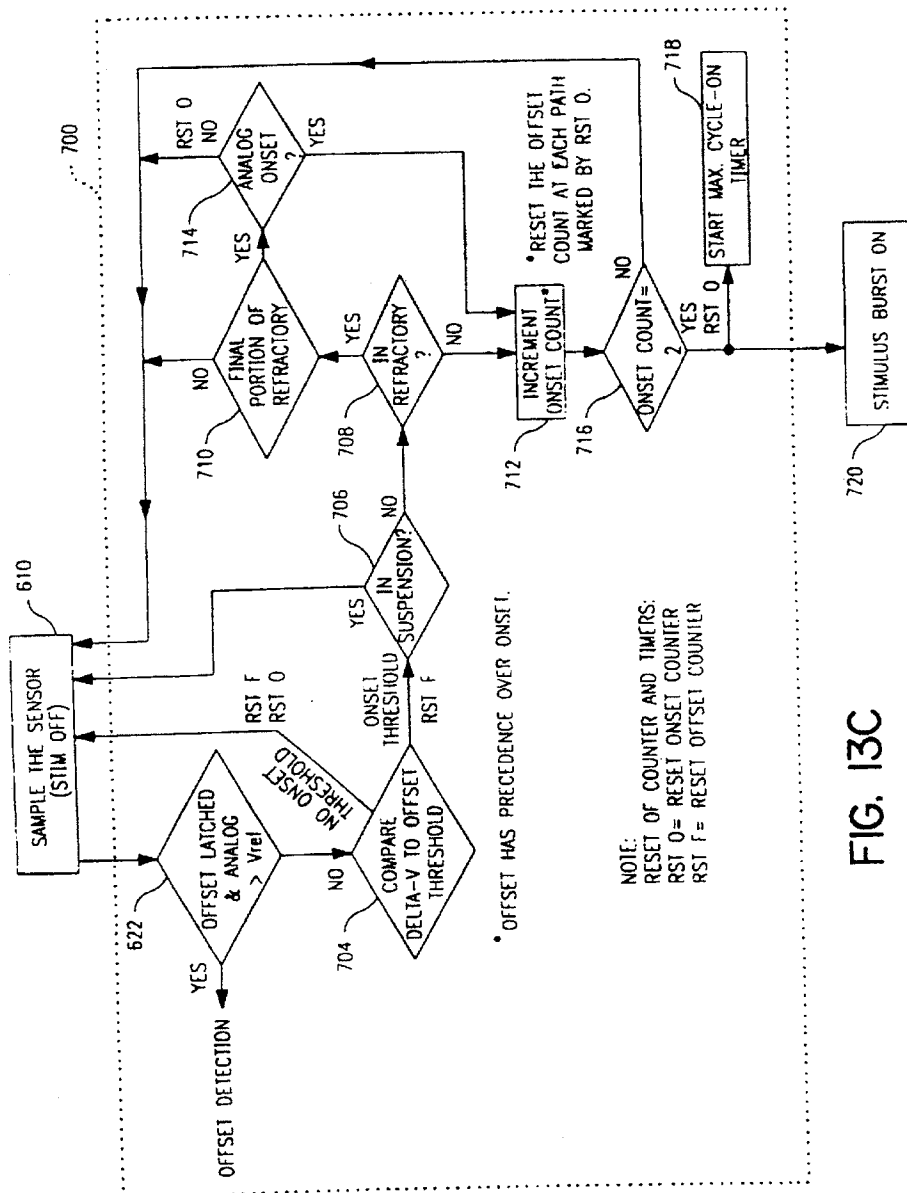 610
SAMPLE THE SENSOR
(STIM OFF)
700
622
OFFSET LATCHED
& ANALOG
> Vref
YES
OFFSET DETECTION
NO
RST F
RST O
NO ONSET
THRESHOLD
704
COMPARE
DELTA-V TO OFFSET
THRESHOLD
ONSET
THRESHOLD
RST F
706
IN
SUSPENSION?
YES
NO
708
IN
REFRACTORY
?
YES
NO
710
FINAL
PORTION OF
REFRACTORY
NO
YES
714
ANALOG
ONSET
?
RST O
NO
YES
712
INCREMENT
ONSET COUNT*
*RESET THE OFFSET
COUNT AT EACH PATH
MARKED BY RST O.
716
ONSET COUNT=
2
NO
YES
RST O
718
START MAX. CYCLE-ON
TIMER
720
STIMULUS BURST ON
*OFFSET HAS PRECEDENCE OVER ONSET.
NOTE:
RESET OF COUNTER AND TIMERS:
RST O= RESET ONSET COUNTER
RST F= RESET OFFSET COUNTER
FIG. 13C